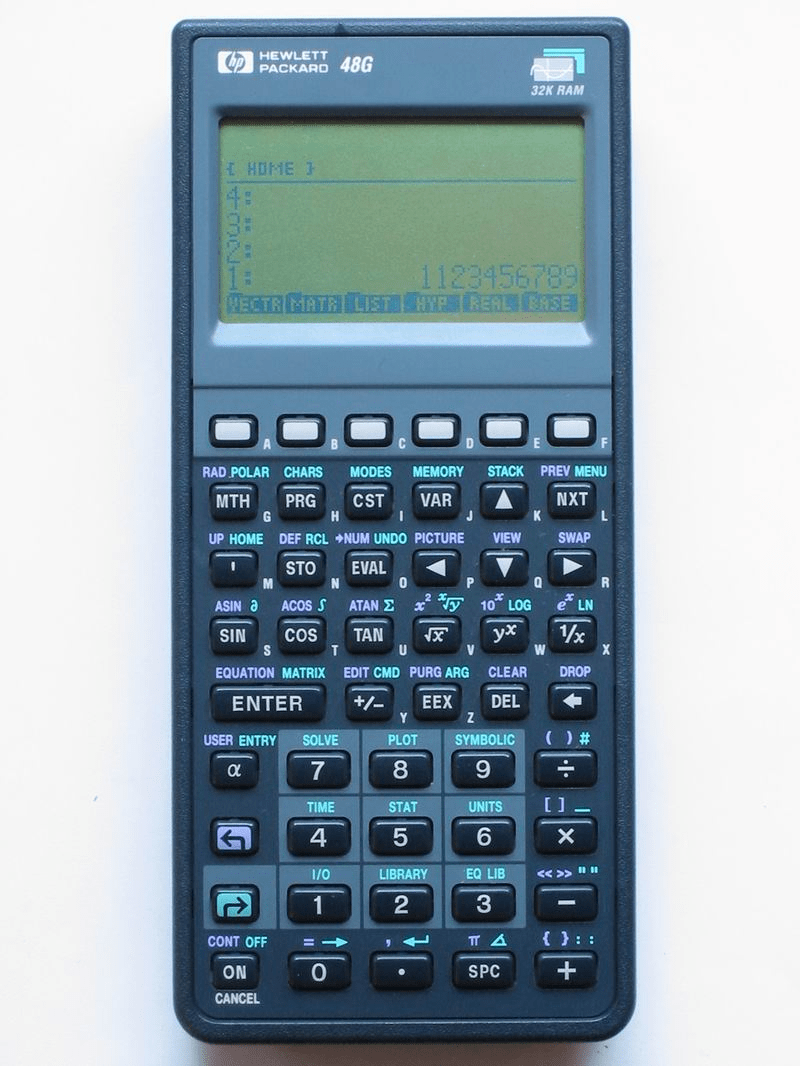 hp HEWLETT PACKARD 48G
32K RAM
{ HOME }
4:
3:
2:
1: 1123456789
VECTR MATR LIST HYP REAL BASE
A B C D E F
RAD POLAR CHARS MODES MEMORY STACK PREV MENU
MTH G PRG H CST I VAR J ▲ K NXT L
UP HOME DEF RCL →NUM UNDO PICTURE VIEW SWAP
' M STO N EVAL O ◀ P ▼ Q ▶ R
ASIN ∂ ACOS ∫ ATAN Σ x² ˣ√y 10ˣ LOG eˣ LN
SIN S COS T TAN U √x V yˣ W 1/x X
EQUATION MATRIX EDIT CMD PURG ARG CLEAR DROP
ENTER +/− Y EEX Z DEL ←
USER ENTRY SOLVE PLOT SYMBOLIC ( ) #
α 7 8 9 ÷
TIME STAT UNITS [ ] _
↰ 4 5 6 ×
I/O LIBRARY EQ LIB << >> " "
↱ 1 2 3 −
CONT OFF = → , ↵ π ∡ { } : :
ON 0 . SPC +
CANCEL